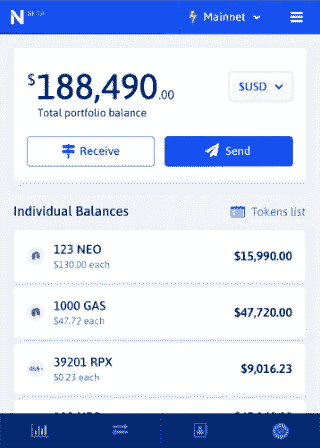 N BETA
Mainnet
$188,490.00
$USD
Total portfolio balance
Receive
Send
Individual Balances
Tokens list
123 NEO
$15,990.00
$130.00 each
1000 GAS
$47,720.00
$47.72 each
39201 RPX
$9,016.23
$0.23 each